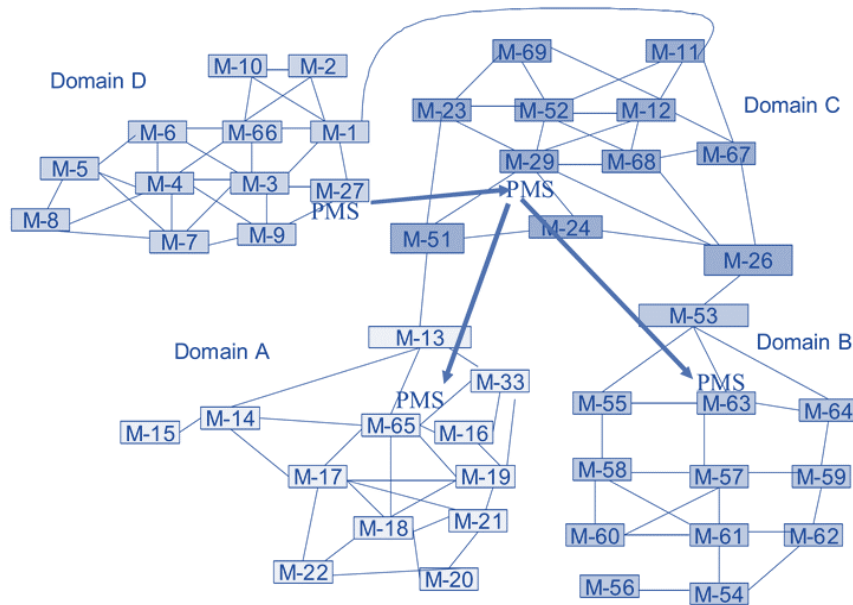 M-69
M-11
M-10
M-2
Domain D
M-23
M-52
M-12
Domain C
M-6
M-66
M-1
M-5
M-4
M-3
M-27
M-29
M-68
M-67
PMS
PMS
M-8
M-7
M-9
M-51
M-24
M-26
M-53
M-13
Domain A
Domain B
M-33
PMS
PMS
M-15
M-14
M-65
M-16
M-55
M-63
M-64
M-17
M-19
M-58
M-57
M-59
M-18
M-21
M-60
M-61
M-62
M-22
M-20
M-56
M-54